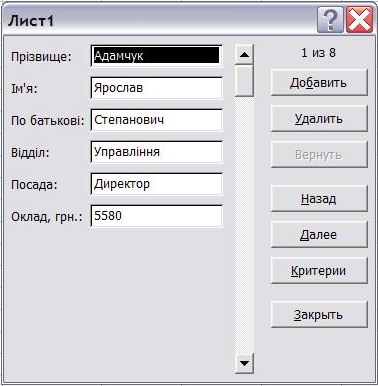 Лист1
Прізвище: Адамчук
Ім'я: Ярослав
По батькові: Степанович
Відділ: Управління
Посада: Директор
Оклад, грн.: 5580
1 из 8
Добавить
Удалить
Вернуть
Назад
Далее
Критерии
Закрыть